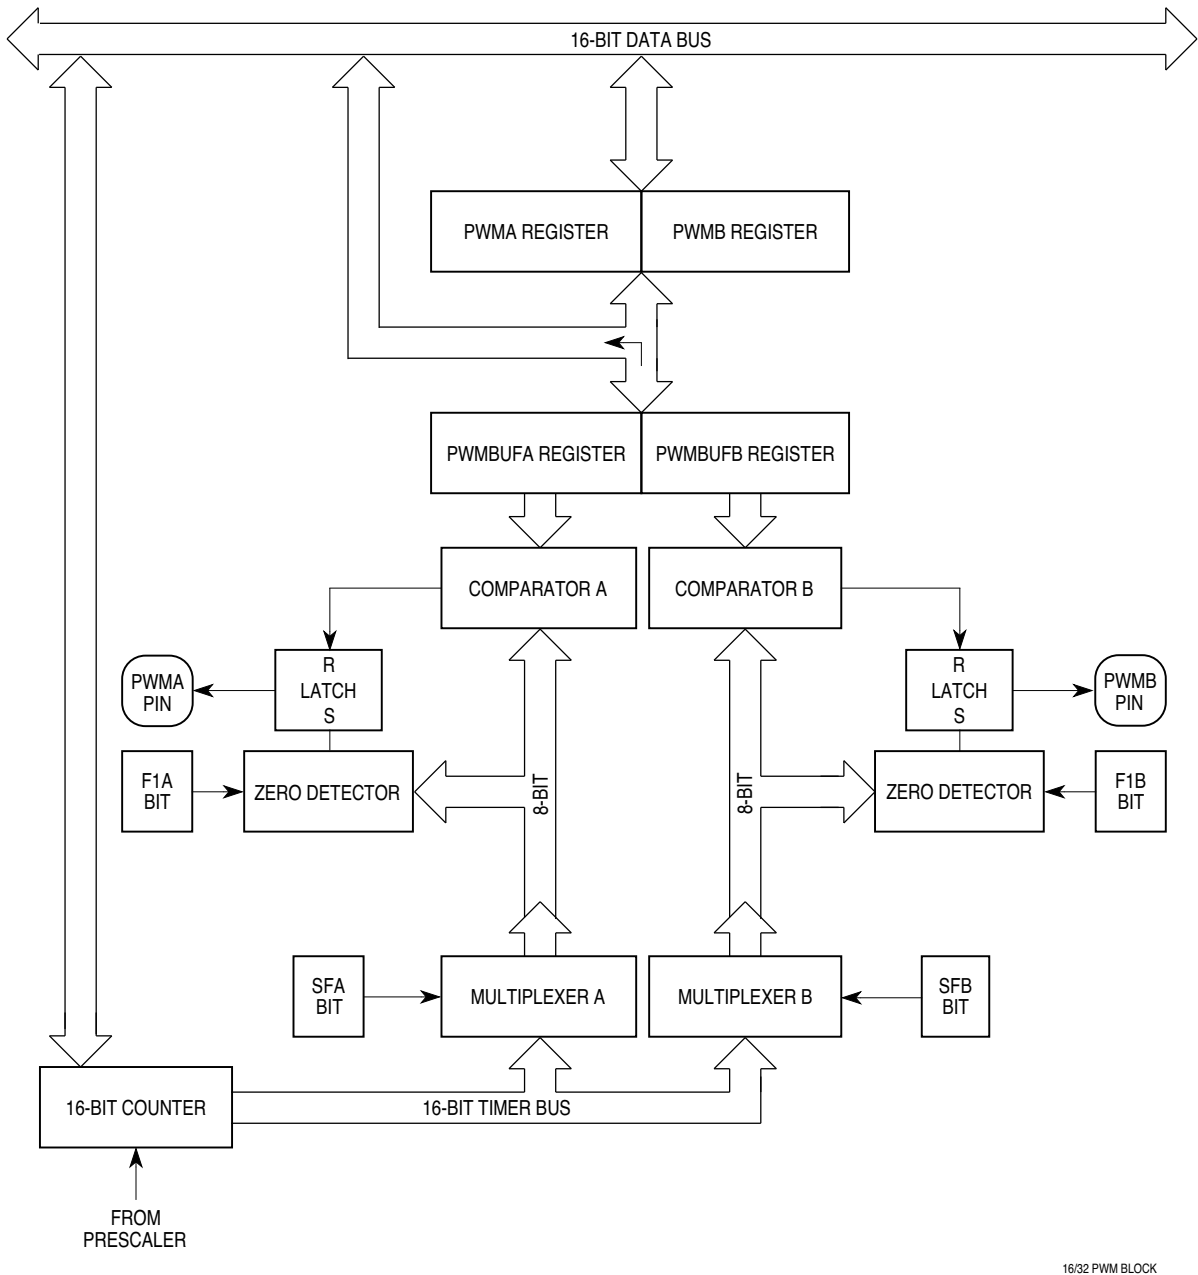 16-BIT DATA BUS
PWMA REGISTER
PWMB REGISTER
PWMBUFA REGISTER
PWMBUFB REGISTER
COMPARATOR A
COMPARATOR B
R
LATCH
S
R
LATCH
S
PWMA
PIN
PWMB
PIN
F1A
BIT
ZERO DETECTOR
8-BIT
8-BIT
ZERO DETECTOR
F1B
BIT
SFA
BIT
MULTIPLEXER A
MULTIPLEXER B
SFB
BIT
16-BIT COUNTER
16-BIT TIMER BUS
FROM
PRESCALER
16/32 PWM BLOCK